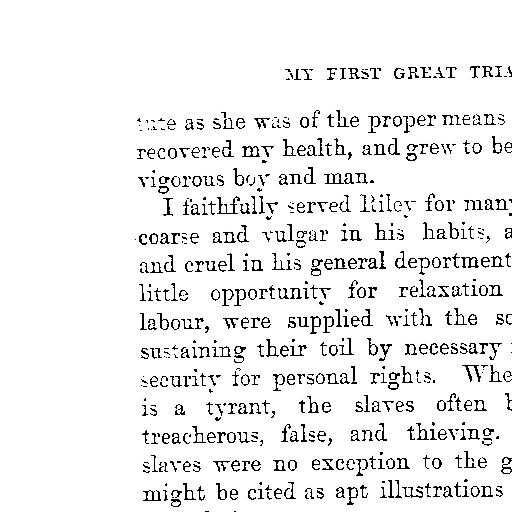 MY FIRST GREAT TRIA
tute as she was of the proper means
recovered my health, and grew to be
vigorous boy and man.
I faithfully served Riley for many
coarse and vulgar in his habits, a
and cruel in his general deportment
little opportunity for relaxation
labour, were supplied with the sc
sustaining their toil by necessary
security for personal rights. Whe
is a tyrant, the slaves often b
treacherous, false, and thieving.
slaves were no exception to the g
might be cited as apt illustrations